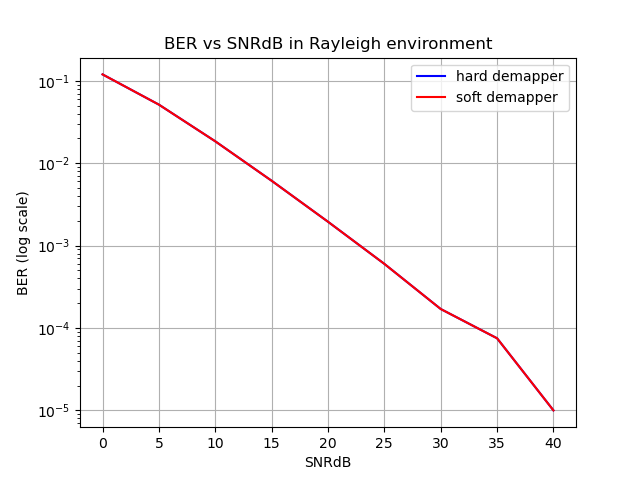 BER vs SNRdB in Rayleigh environment
hard demapper
soft demapper
BER (log scale)
10⁻¹
10⁻²
10⁻³
10⁻⁴
10⁻⁵
0 5 10 15 20 25 30 35 40
SNRdB